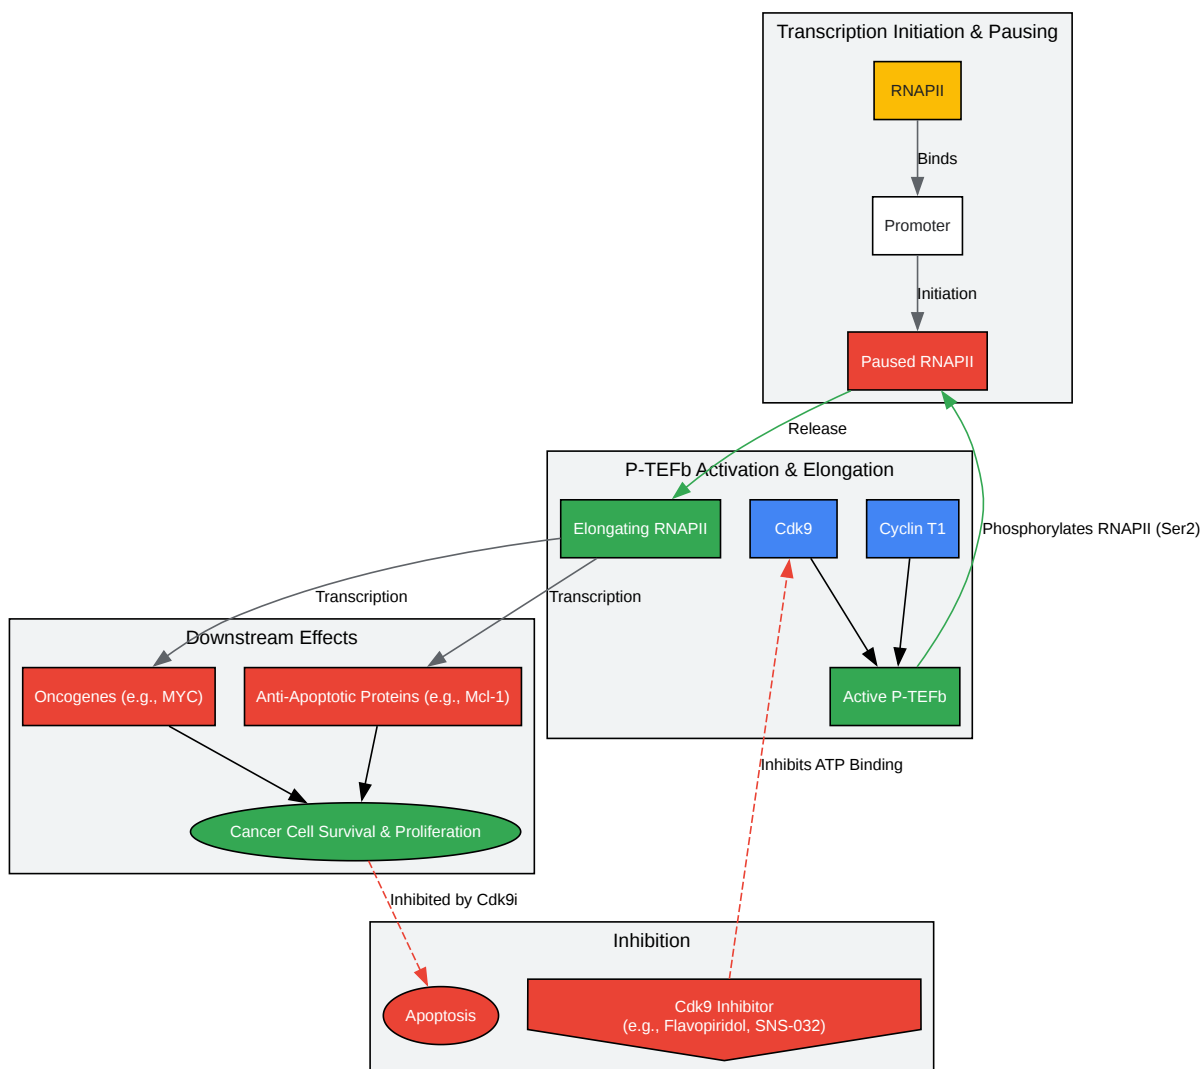 Transcription Initiation & Pausing
RNAPII
Binds
Promoter
Initiation
Paused RNAPII
Release
P-TEFb Activation & Elongation
Elongating RNAPII
Cdk9
Cyclin T1
Phosphorylates RNAPII (Ser2)
Transcription
Transcription
Downstream Effects
Oncogenes (e.g., MYC)
Anti-Apoptotic Proteins (e.g., Mcl-1)
Active P-TEFb
Inhibits ATP Binding
Cancer Cell Survival & Proliferation
Inhibited by Cdk9i
Inhibition
Apoptosis
Cdk9 Inhibitor
(e.g., Flavopiridol, SNS-032)